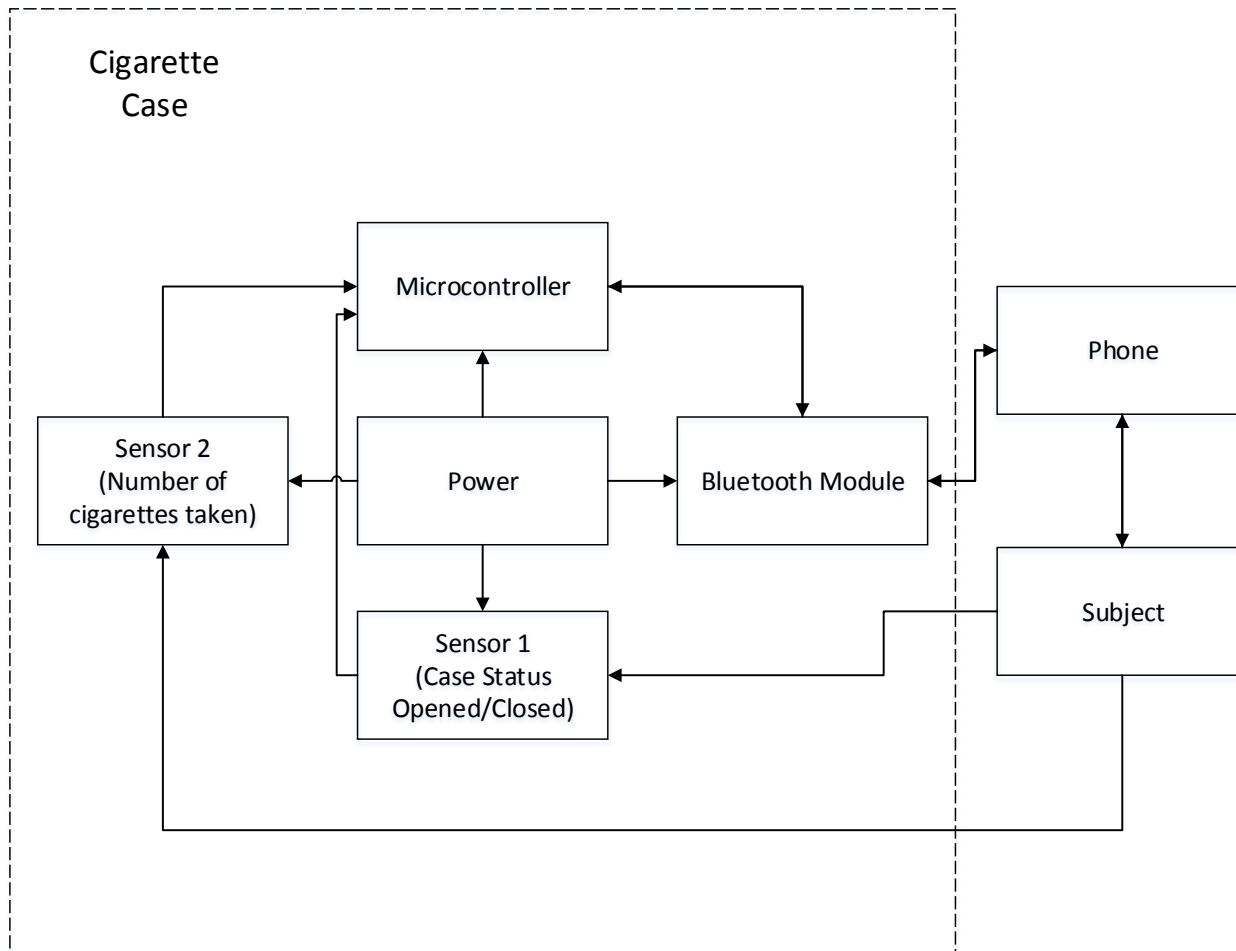 Cigarette
Case
Microcontroller
Phone
Sensor 2
(Number of
cigarettes taken)
Power
Bluetooth Module
Subject
Sensor 1
(Case Status
Opened/Closed)